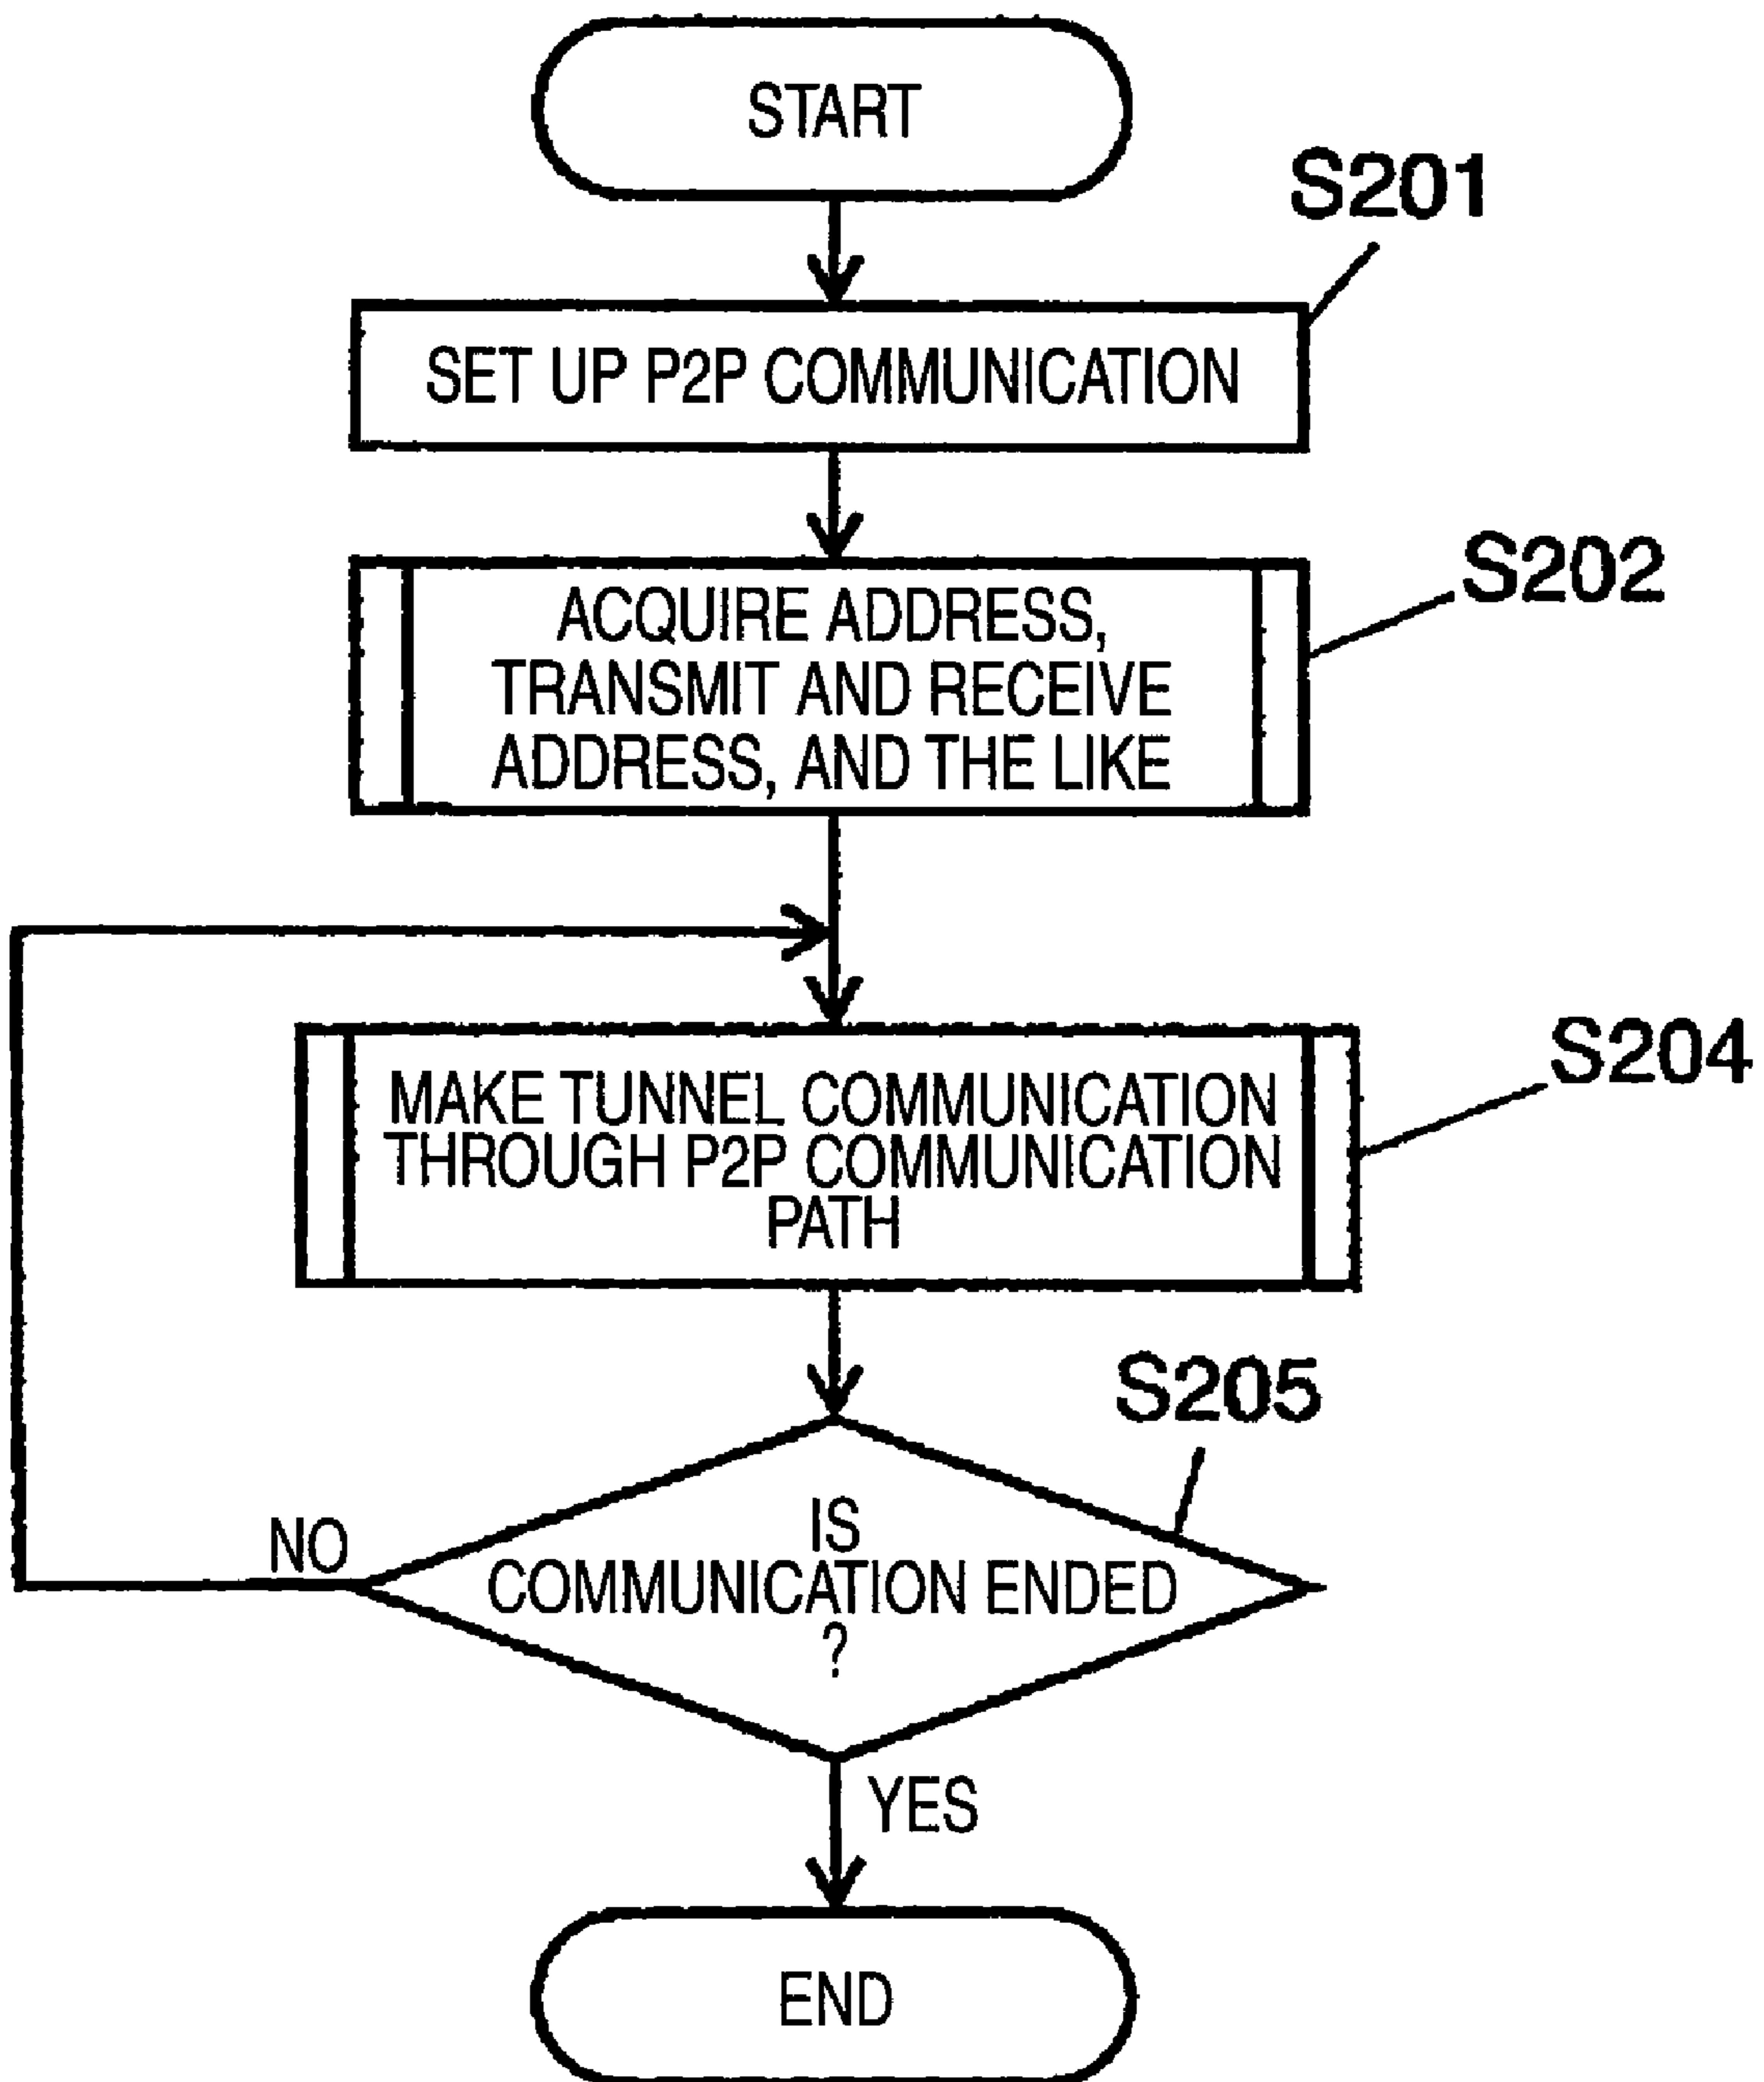 START
S201
SET UP P2P COMMUNICATION
S202
ACQUIRE ADDRESS,
TRANSMIT AND RECEIVE
ADDRESS, AND THE LIKE
S204
MAKE TUNNEL COMMUNICATION
THROUGH P2P COMMUNICATION
PATH
S205
IS
COMMUNICATION ENDED
?
NO
YES
END